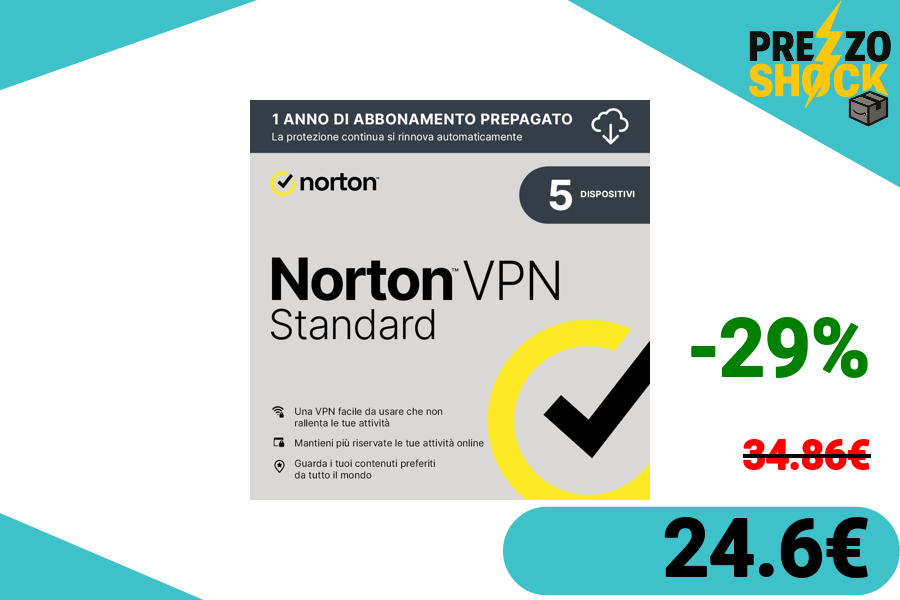 PREZZO
SHOCK
1 ANNO DI ABBONAMENTO PREPAGATO
La protezione continua si rinnova automaticamente
norton™
5 DISPOSITIVI
Norton™ VPN
Standard
-29%
Una VPN facile da usare che non
rallenta le tue attività
Mantieni più riservate le tue attività online
Guarda i tuoi contenuti preferiti
da tutto il mondo
34.86€
24.6€